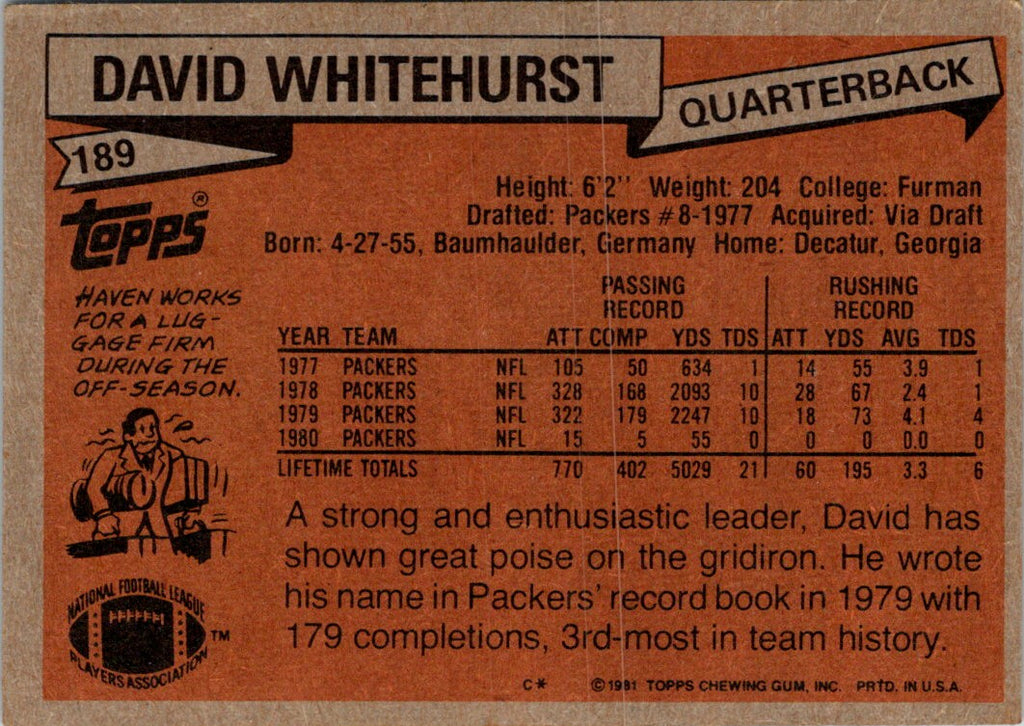 DAVID WHITEHURST
QUARTERBACK
189
TOPPS®
Height: 6'2'' Weight: 204 College: Furman
Drafted: Packers #8-1977 Acquired: Via Draft
Born: 4-27-55, Baumhaulder, Germany Home: Decatur, Georgia
HAVEN WORKS
FOR A LUG-
GAGE FIRM
DURING THE
OFF-SEASON.
PASSING RUSHING
RECORD RECORD
YEAR TEAM ATT COMP YDS TDS ATT YDS AVG TDS
1977 PACKERS NFL 105 50 634 1 14 55 3.9 1
1978 PACKERS NFL 328 168 2093 10 28 67 2.4 1
1979 PACKERS NFL 322 179 2247 10 18 73 4.1 4
1980 PACKERS NFL 15 5 55 0 0 0 0.0 0
LIFETIME TOTALS 770 402 5029 21 60 195 3.3 6
A strong and enthusiastic leader, David has
shown great poise on the gridiron. He wrote
his name in Packers' record book in 1979 with
179 completions, 3rd-most in team history.
NATIONAL FOOTBALL LEAGUE
PLAYERS ASSOCIATION
TM
C* ©1981 TOPPS CHEWING GUM, INC. PRTD. IN U.S.A.